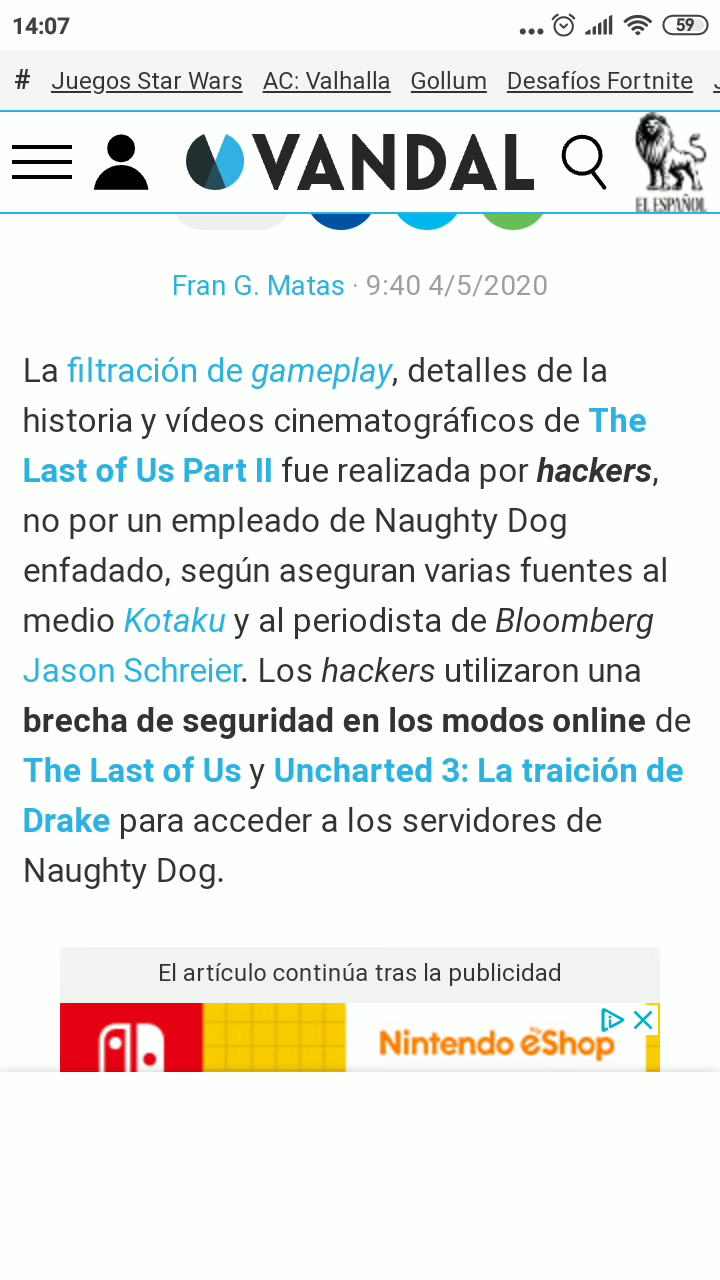 14:07
59
# Juegos Star Wars AC: Valhalla Gollum Desafíos Fortnite
VANDAL
EL ESPAÑOL
Fran G. Matas · 9:40 4/5/2020
La filtración de gameplay, detalles de la
historia y vídeos cinematográficos de The
Last of Us Part II fue realizada por hackers,
no por un empleado de Naughty Dog
enfadado, según aseguran varias fuentes al
medio Kotaku y al periodista de Bloomberg
Jason Schreier. Los hackers utilizaron una
brecha de seguridad en los modos online de
The Last of Us y Uncharted 3: La traición de
Drake para acceder a los servidores de
Naughty Dog.
El artículo continúa tras la publicidad
Nintendo eShop